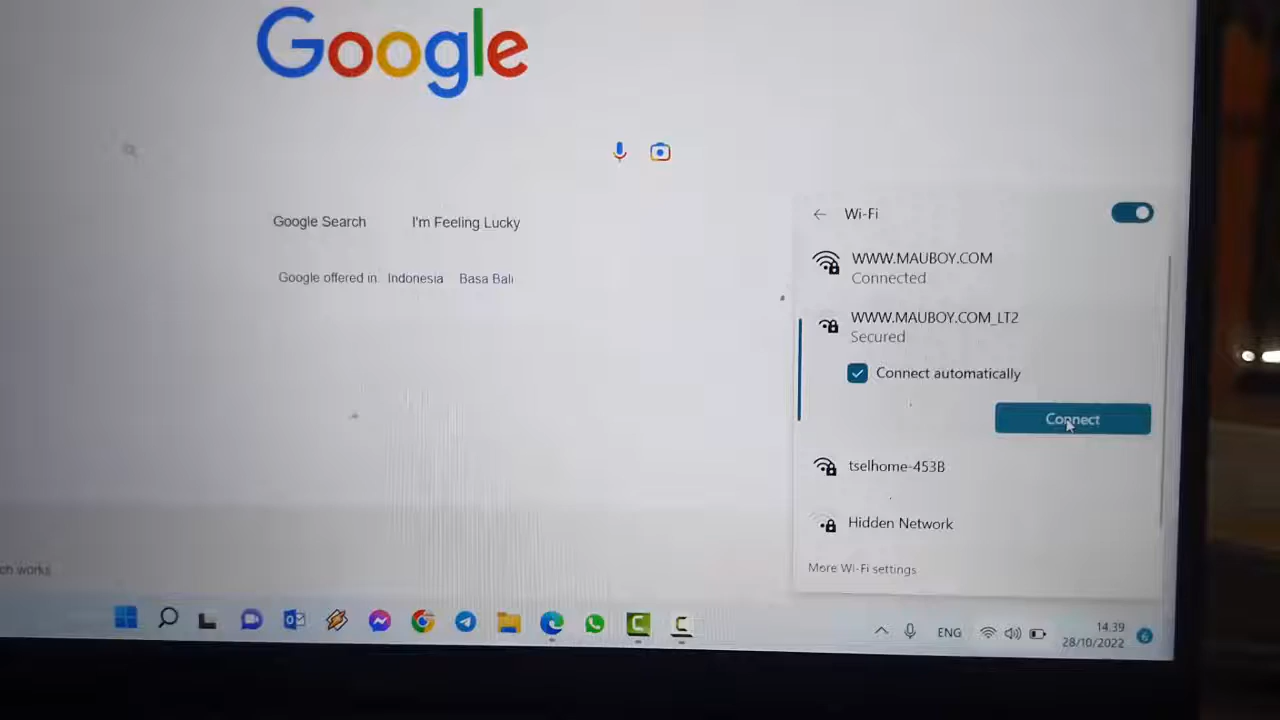 Google
Google Search
I'm Feeling Lucky
Google offered in
Indonesia
Basa Bali
Wi-Fi
WWW.MAUBOY.COM
Connected
WWW.MAUBOY.COM_LT2
Secured
Connect automatically
Connect
tselhome-453B
Hidden Network
More Wi-Fi settings
works
ENG
14.39
28/10/2022
6